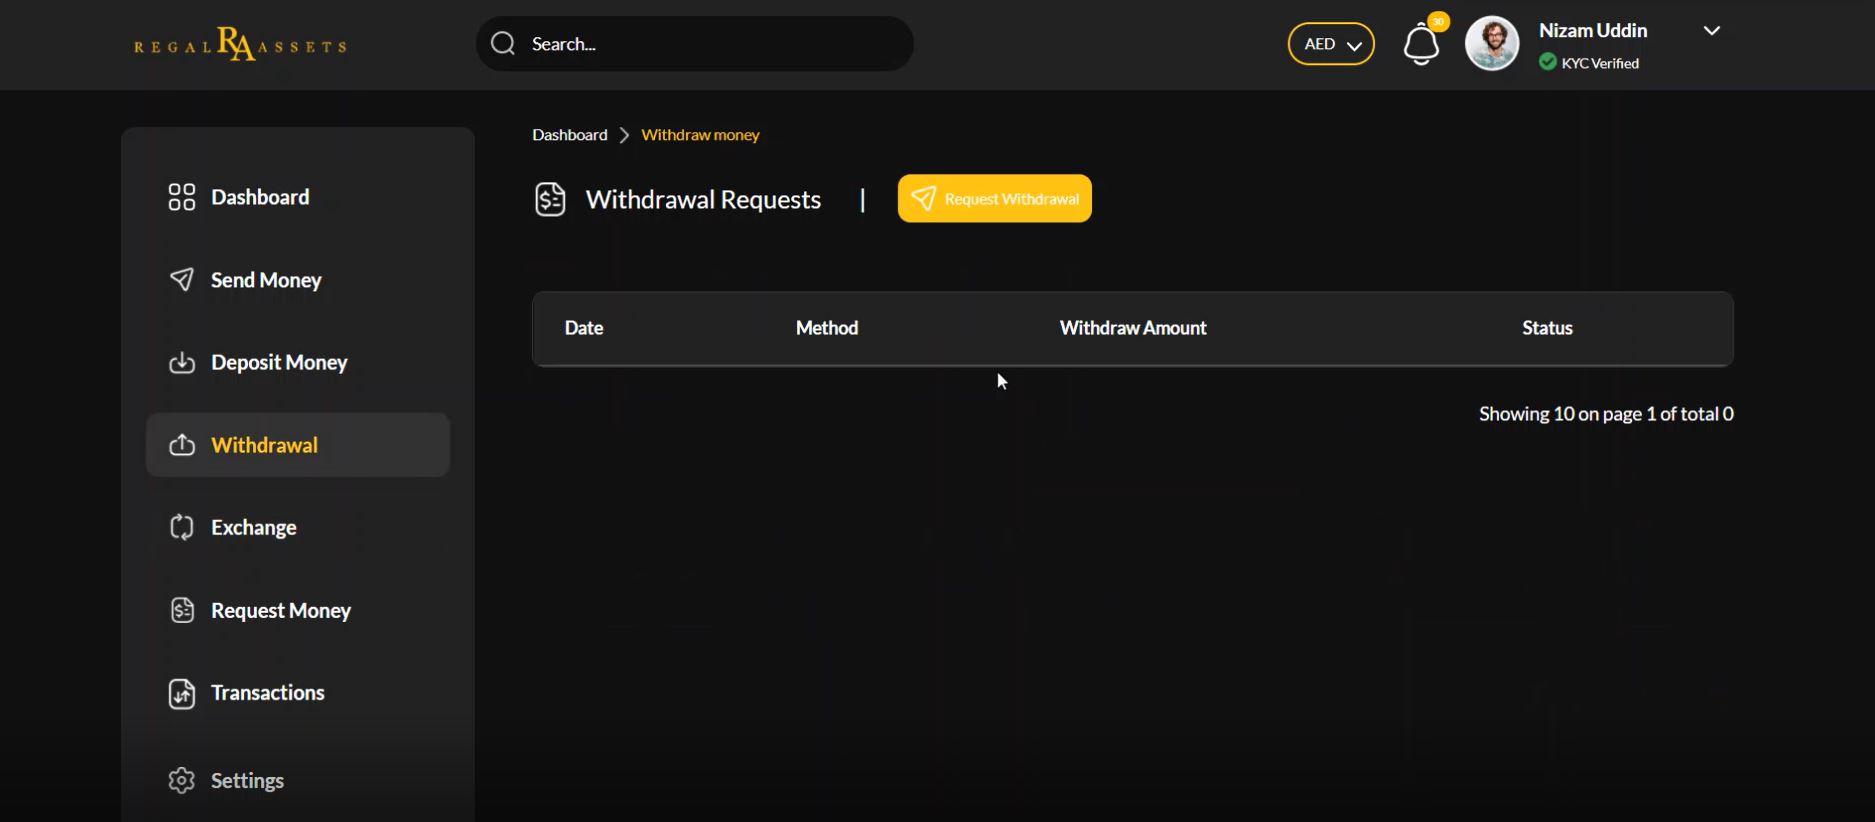 REGAL RA ASSETS
Search...
AED
30
Nizam Uddin
KYC Verified
Dashboard
Send Money
Deposit Money
Withdrawal
Exchange
Request Money
Transactions
Settings
Dashboard > Withdraw money
Withdrawal Requests | Request Withdrawal
Date Method Withdraw Amount Status
Showing 10 on page 1 of total 0